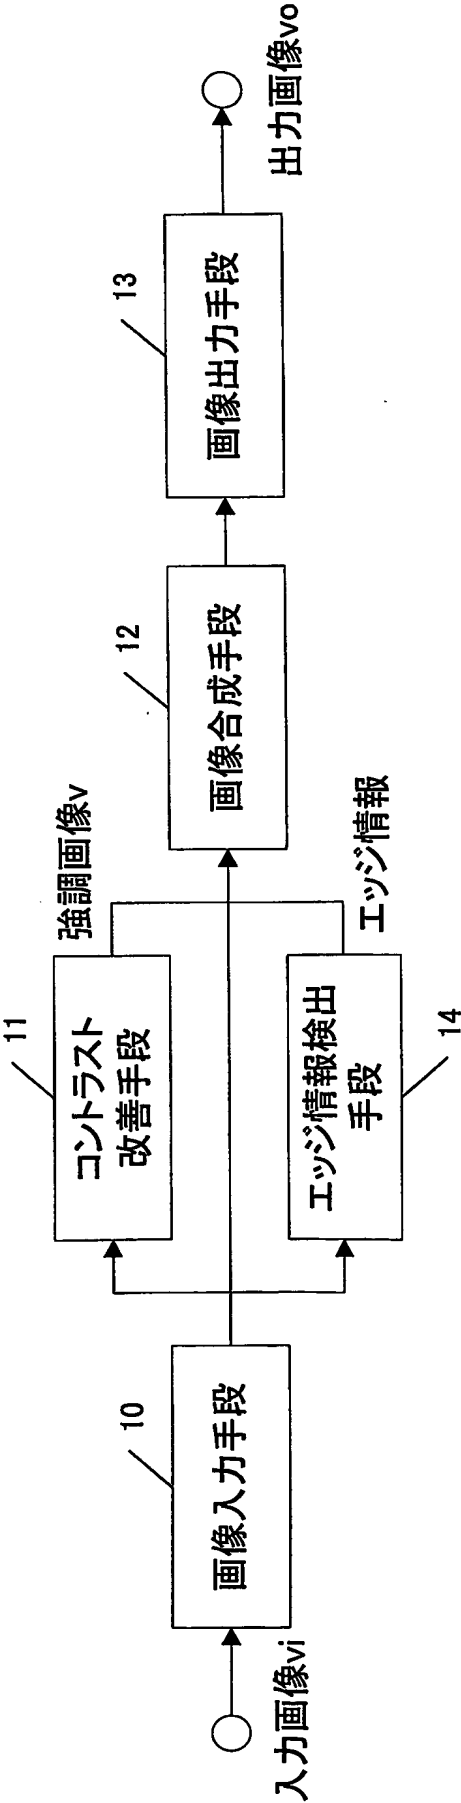 入力画像vi
10
画像入力手段
11
コントラスト
改善手段
強調画像v
エッジ情報検出
手段
14
エッジ情報
12
画像合成手段
13
画像出力手段
出力画像vo